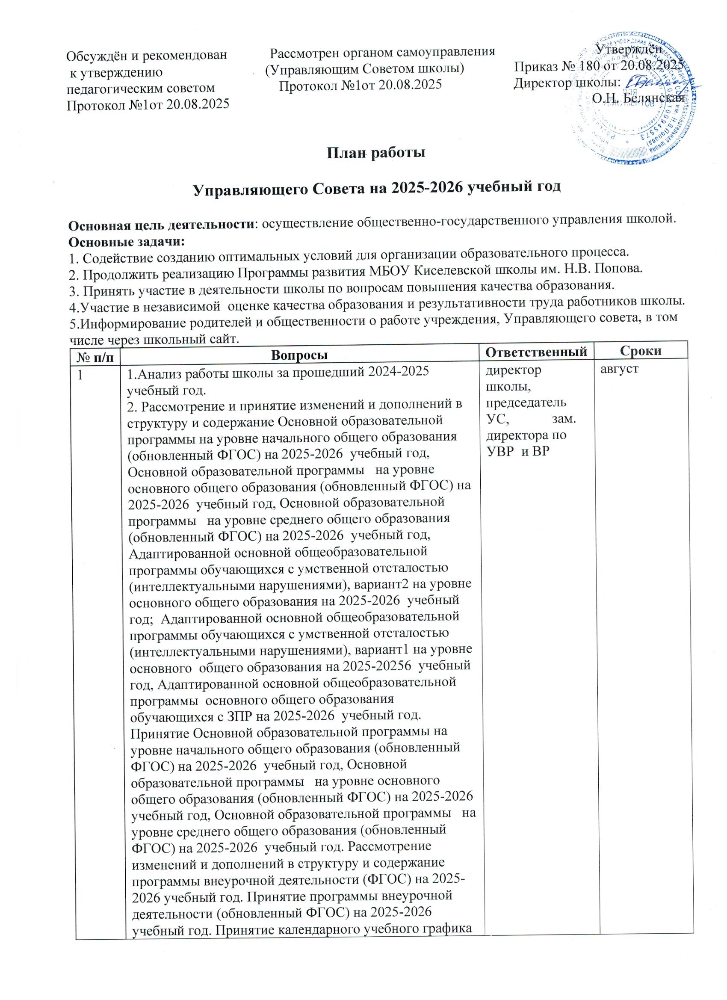 Обсуждён и рекомендован
к утверждению
педагогическим советом
Протокол №1от 20.08.2025
Рассмотрен органом самоуправления
(Управляющим Советом школы)
Протокол №1от 20.08.2025
Утверждён
Приказ № 180 от 20.08.2025
Директор школы:
О.Н. Белянская
План работы
Управляющего Совета на 2025-2026 учебный год
Основная цель деятельности: осуществление общественно-государственного управления школой.
Основные задачи:
1. Содействие созданию оптимальных условий для организации образовательного процесса.
2. Продолжить реализацию Программы развития МБОУ Киселевской школы им. Н.В. Попова.
3. Принять участие в деятельности школы по вопросам повышения качества образования.
4.Участие в независимой  оценке качества образования и результативности труда работников школы.
5.Информирование родителей и общественности о работе учреждения, Управляющего совета, в том
числе через школьный сайт.
№ п/п
Вопросы
Ответственный
Сроки
1
1.Анализ работы школы за прошедший 2024-2025
учебный год.
2. Рассмотрение и принятие изменений и дополнений в
структуру и содержание Основной образовательной
программы на уровне начального общего образования
(обновленный ФГОС) на 2025-2026  учебный год,
Основной образовательной программы   на уровне
основного общего образования (обновленный ФГОС) на
2025-2026  учебный год, Основной образовательной
программы   на уровне среднего общего образования
(обновленный ФГОС) на 2025-2026  учебный год,
Адаптированной основной общеобразовательной
программы обучающихся с умственной отсталостью
(интеллектуальными нарушениями), вариант2 на уровне
основного общего образования на 2025-2026  учебный
год;  Адаптированной основной общеобразовательной
программы обучающихся с умственной отсталостью
(интеллектуальными нарушениями), вариант1 на уровне
основного  общего образования на 2025-20256  учебный
год, Адаптированной основной общеобразовательной
программы  основного общего образования
обучающихся с ЗПР на 2025-2026  учебный год.
Принятие Основной образовательной программы на
уровне начального общего образования (обновленный
ФГОС) на 2025-2026  учебный год, Основной
образовательной программы   на уровне основного
общего образования (обновленный ФГОС) на 2025-2026
учебный год, Основной образовательной программы   на
уровне среднего общего образования (обновленный
ФГОС) на 2025-2026  учебный год. Рассмотрение
изменений и дополнений в структуру и содержание
программы внеурочной деятельности (ФГОС) на 2025-
2026 учебный год. Принятие программы внеурочной
деятельности (обновленный ФГОС) на 2025-2026
учебный год. Принятие календарного учебного графика
директор
школы,
председатель
УС, зам.
директора по
УВР  и ВР
август